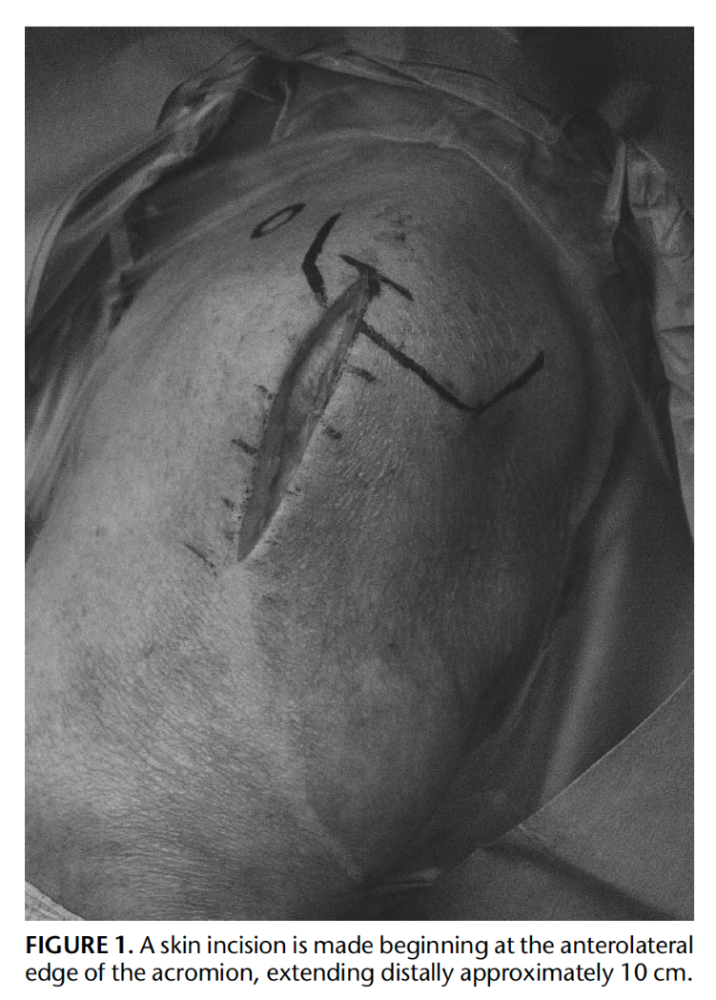 FIGURE 1. A skin incision is made beginning at the anterolateral
edge of the acromion, extending distally approximately 10 cm.